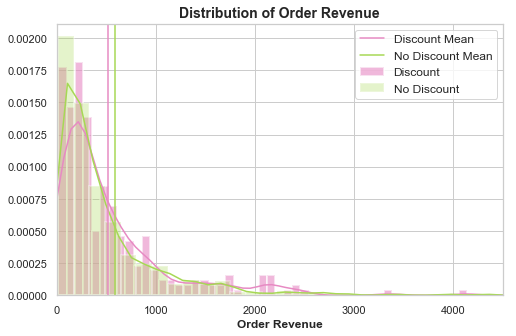 Distribution of Order Revenue
Discount Mean
No Discount Mean
Discount
No Discount
0.00200
0.00175
0.00150
0.00125
0.00100
0.00075
0.00050
0.00025
0.00000
0 1000 2000 3000 4000
Order Revenue